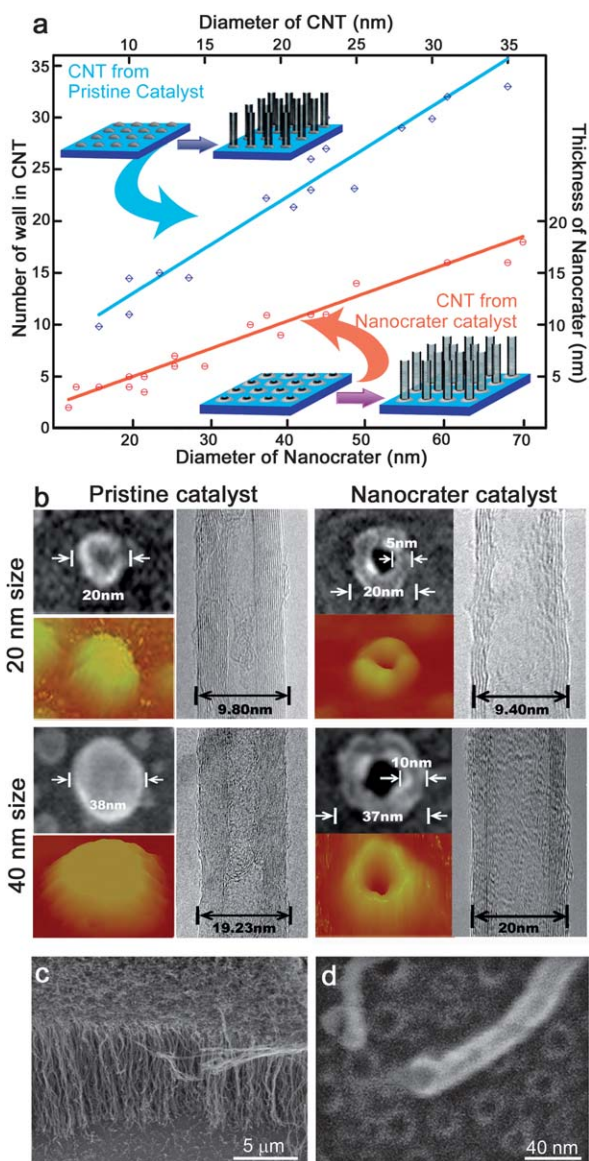 a
Diameter of CNT (nm)
5 10 15 20 25 30 35
35
30
25
20
15
10
5
0
Number of wall in CNT
CNT from
Pristine Catalyst
20
15
10
5
Thickness of Nanocrater (nm)
CNT from
Nanocrater catalyst
20 30 40 50 60 70
Diameter of Nanocrater (nm)
b
Pristine catalyst Nanocrater catalyst
20 nm size
20nm
9.80nm
5nm
20nm
9.40nm
40 nm size
38nm
19.23nm
10nm
37nm
20nm
c
5 µm
d
40 nm